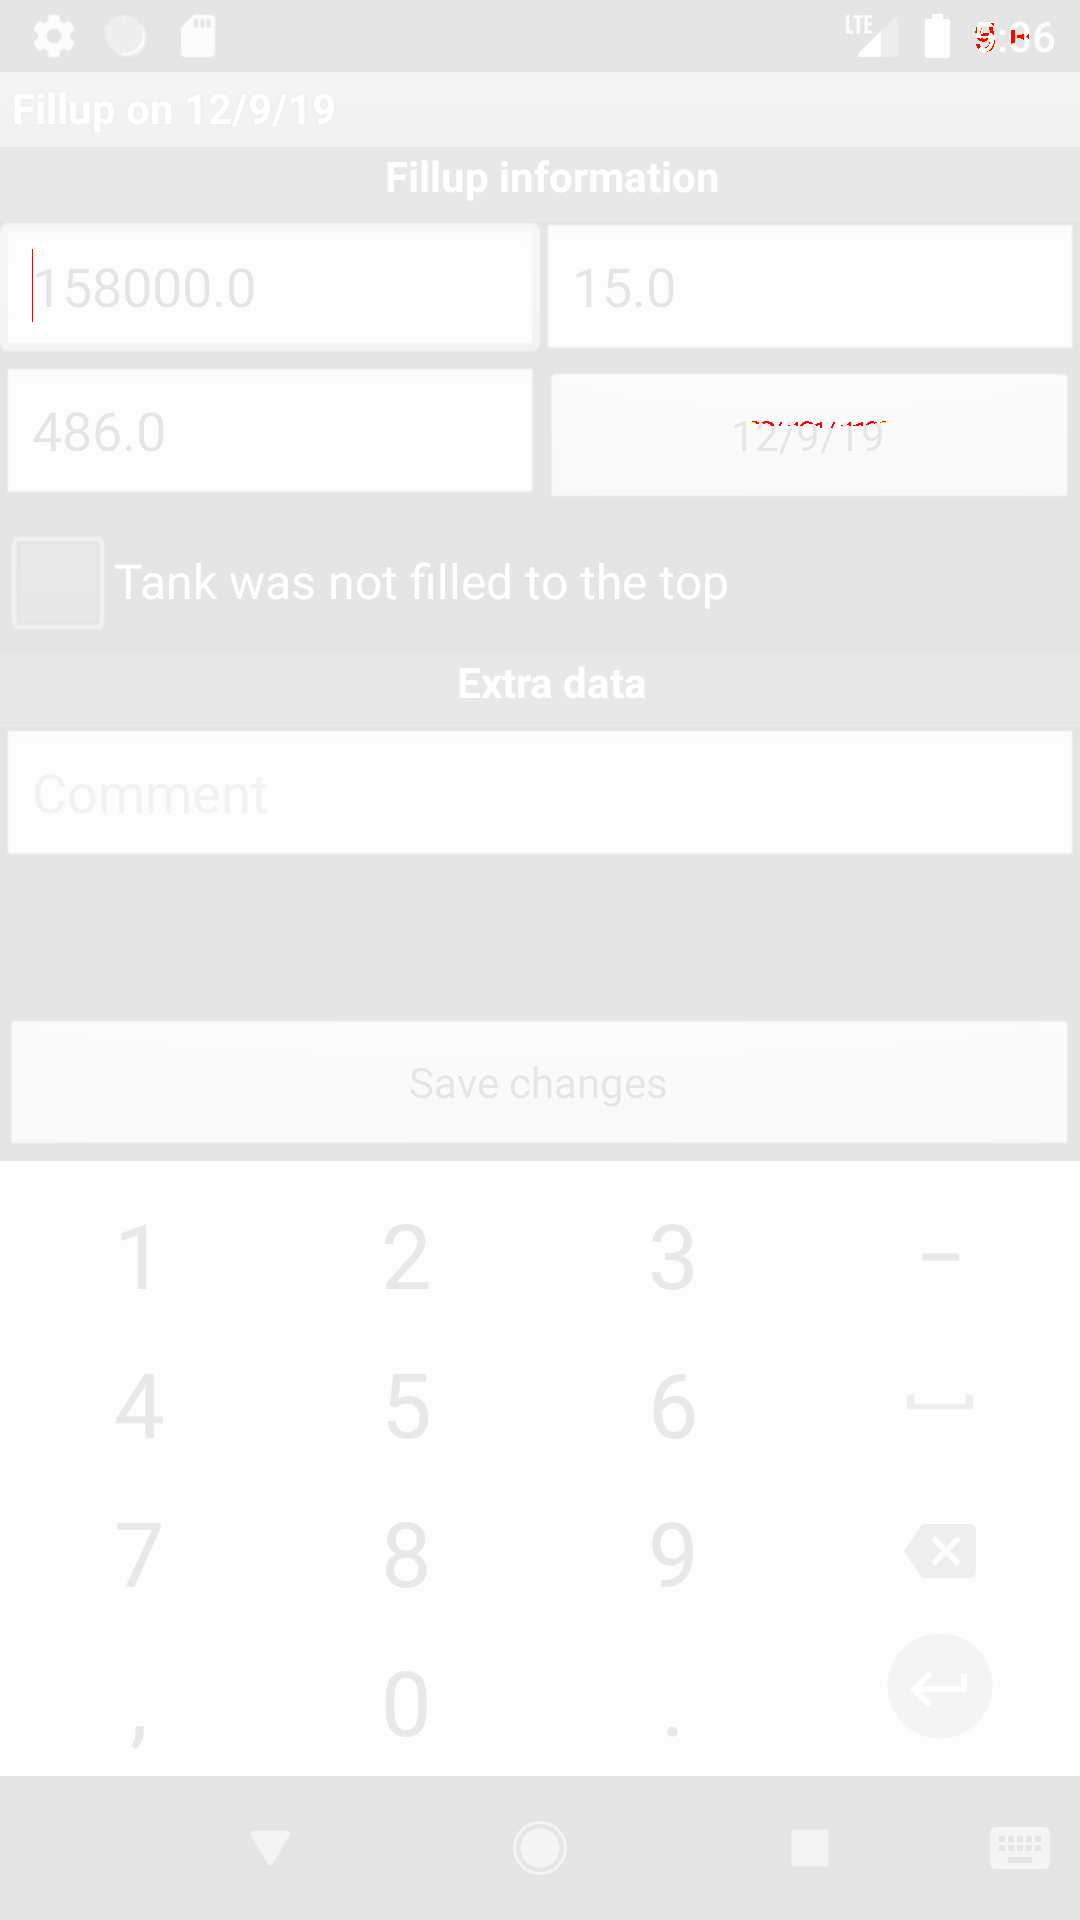 LTE
Fillup on 12/9/19
Fillup information
158000.0 15.0
486.0 12/9/19
Tank was not filled to the top
Extra data
Comment
Save changes
1 2 3 –
4 5 6
7 8 9
, 0 .